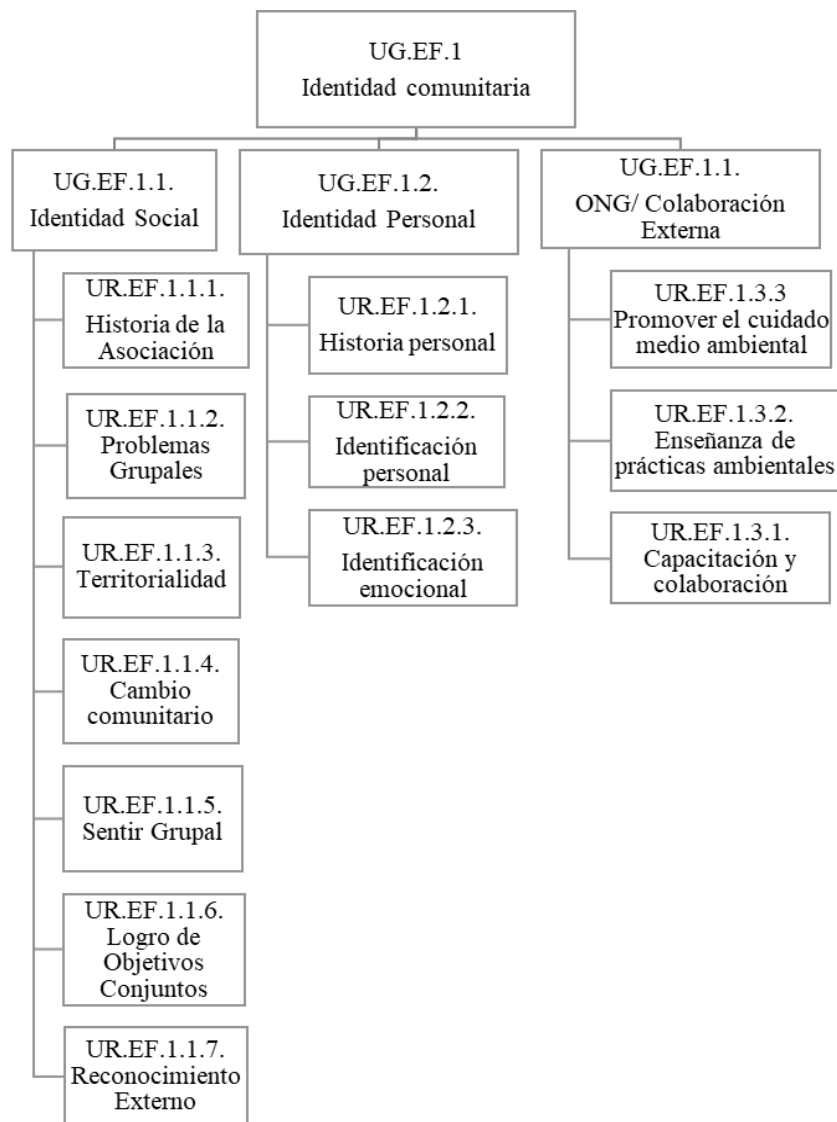 UG.EF.1
Identidad comunitaria
UG.EF.1.1.
Identidad Social
UR.EF.1.1.1.
Historia de la
Asociación
UR.EF.1.1.2.
Problemas
Grupales
UR.EF.1.1.3.
Territorialidad
UR.EF.1.1.4.
Cambio
comunitario
UR.EF.1.1.5.
Sentir Grupal
UR.EF.1.1.6.
Logro de
Objetivos
Conjuntos
UR.EF.1.1.7.
Reconocimiento
Externo
UG.EF.1.2.
Identidad Personal
UR.EF.1.2.1.
Historia personal
UR.EF.1.2.2.
Identificación
personal
UR.EF.1.2.3.
Identificación
emocional
UG.EF.1.1.
ONG/ Colaboración
Externa
UR.EF.1.3.3
Promover el cuidado
medio ambiental
UR.EF.1.3.2.
Enseñanza de
prácticas ambientales
UR.EF.1.3.1.
Capacitación y
colaboración